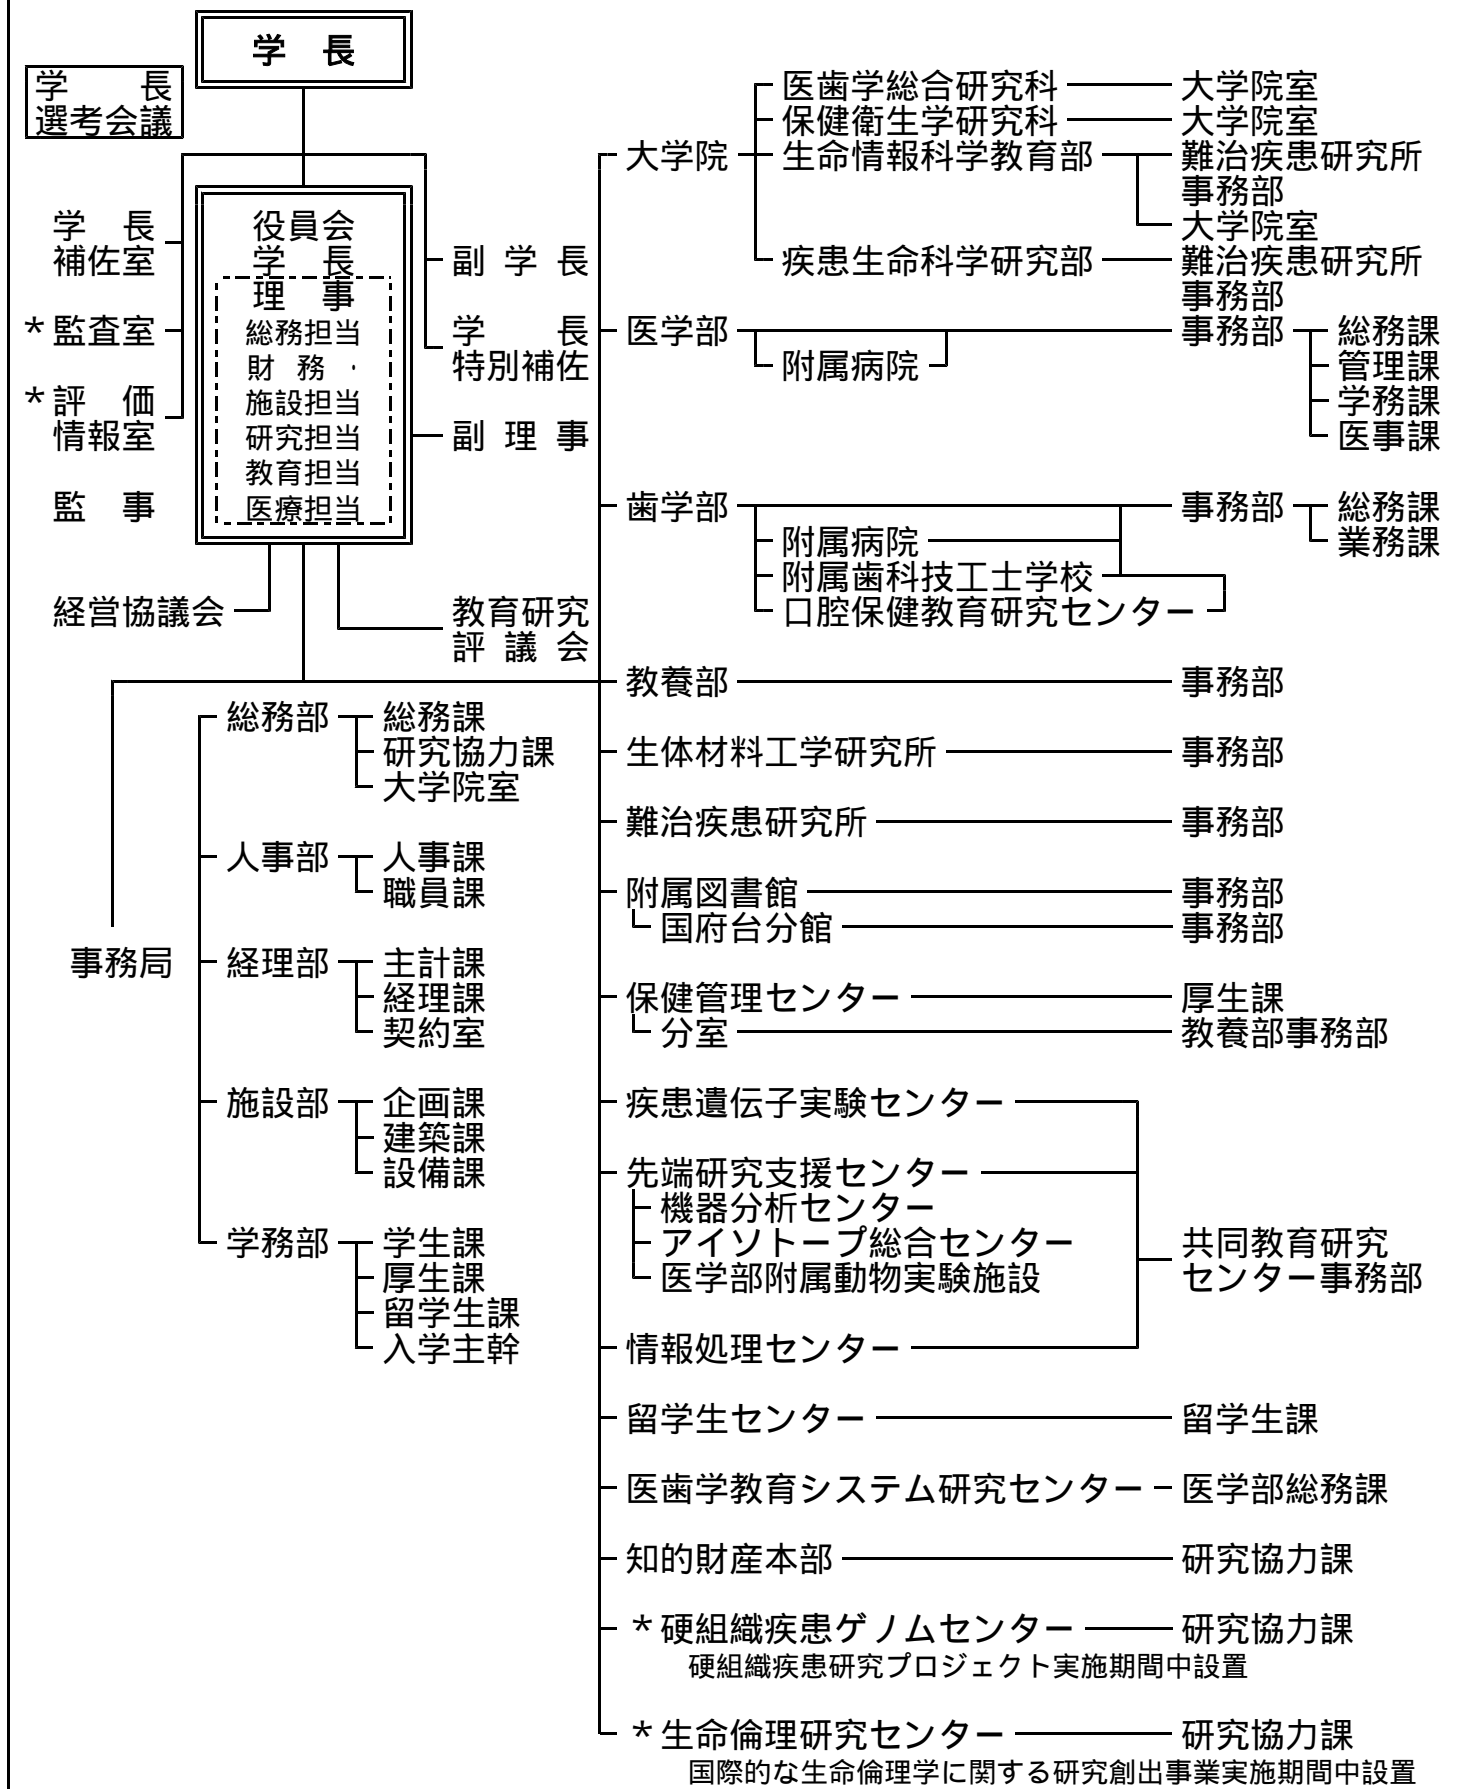 学　長
学　　長
選考会議
学　長
補佐室
*監査室
*評　価
情報室
監　事
役員会
学　長
理　事
総務担当
財 務 ・
施設担当
研究担当
教育担当
医療担当
副 学 長
学　　長
特別補佐
副 理 事
経営協議会
教育研究
評 議 会
事務局
総務部
総務課
研究協力課
大学院室
人事部
人事課
職員課
経理部
主計課
経理課
契約室
施設部
企画課
建築課
設備課
学務部
学生課
厚生課
留学生課
入学主幹
大学院
医歯学総合研究科 大学院室
保健衛生学研究科 大学院室
生命情報科学教育部 難治疾患研究所
事務部
大学院室
疾患生命科学研究部 難治疾患研究所
事務部
医学部 事務部 総務課
附属病院 管理課
学務課
医事課
歯学部 事務部 総務課
附属病院 業務課
附属歯科技工士学校
口腔保健教育研究センター
教養部 事務部
生体材料工学研究所 事務部
難治疾患研究所 事務部
附属図書館 事務部
国府台分館 事務部
保健管理センター 厚生課
分室 教養部事務部
疾患遺伝子実験センター
先端研究支援センター
機器分析センター
アイソトープ総合センター
医学部附属動物実験施設
共同教育研究
センター事務部
情報処理センター
留学生センター 留学生課
医歯学教育システム研究センター 医学部総務課
知的財産本部 研究協力課
*硬組織疾患ゲノムセンター 研究協力課
硬組織疾患研究プロジェクト実施期間中設置
*生命倫理研究センター 研究協力課
国際的な生命倫理学に関する研究創出事業実施期間中設置